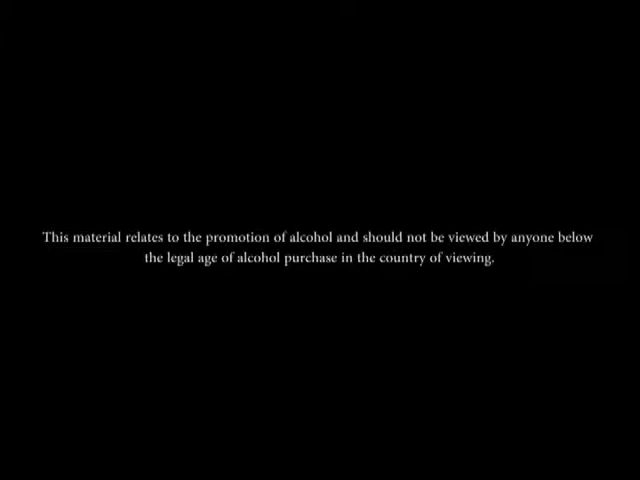 This material relates to the promotion of alcohol and should not be viewed by anyone below
the legal age of alcohol purchase in the country of viewing.